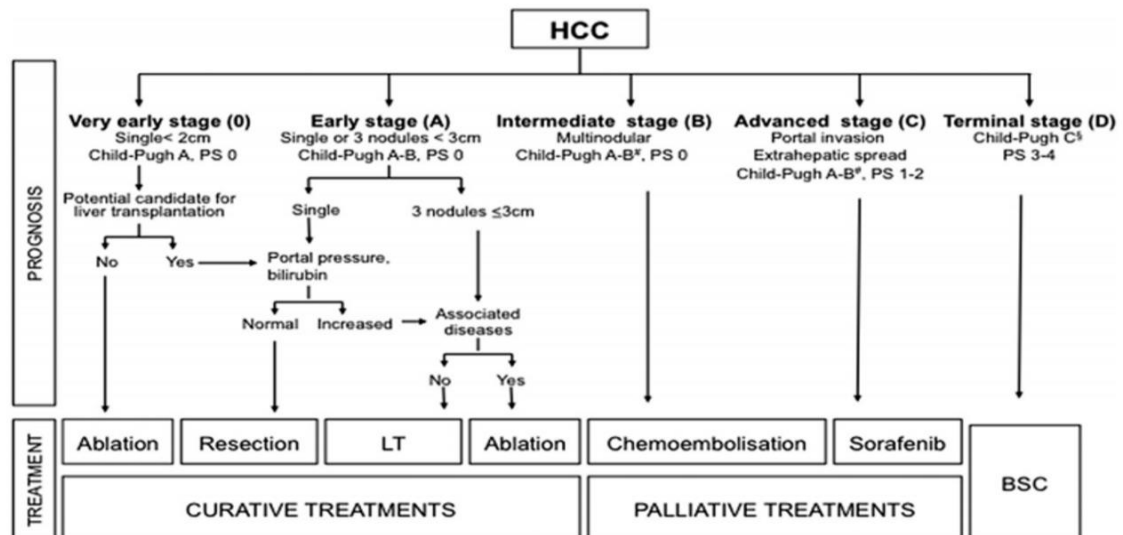 HCC
PROGNOSIS
Very early stage (0)
Single< 2cm
Child-Pugh A, PS 0
Early stage (A)
Single or 3 nodules < 3cm
Child-Pugh A-B, PS 0
Intermediate stage (B)
Multinodular
Child-Pugh A-B#, PS 0
Advanced stage (C)
Portal invasion
Extrahepatic spread
Child-Pugh A-B#, PS 1-2
Terminal stage (D)
Child-Pugh C§
PS 3-4
Potential candidate for
liver transplantation
No
Yes
Single
3 nodules ≤3cm
Portal pressure,
bilirubin
Normal
Increased
Associated
diseases
No
Yes
TREATMENT
Ablation
Resection
LT
Ablation
Chemoembolisation
Sorafenib
BSC
CURATIVE TREATMENTS
PALLIATIVE TREATMENTS